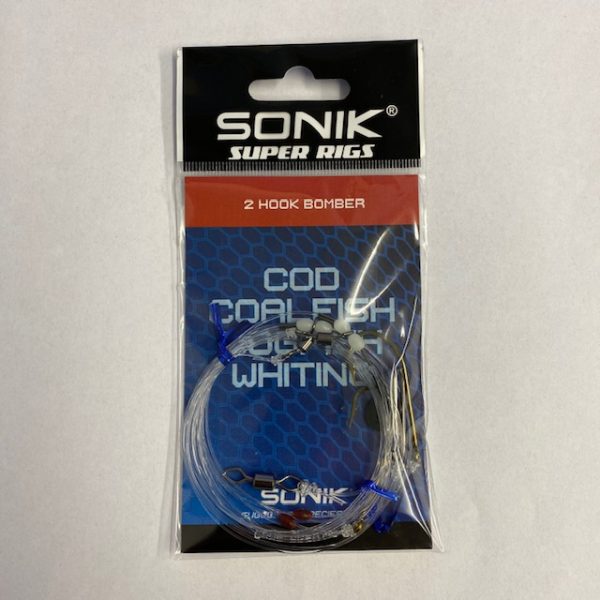 SONIK®
SUPER RIGS
2 HOOK BOMBER
COD
COALFISH
WHITING
SONIK